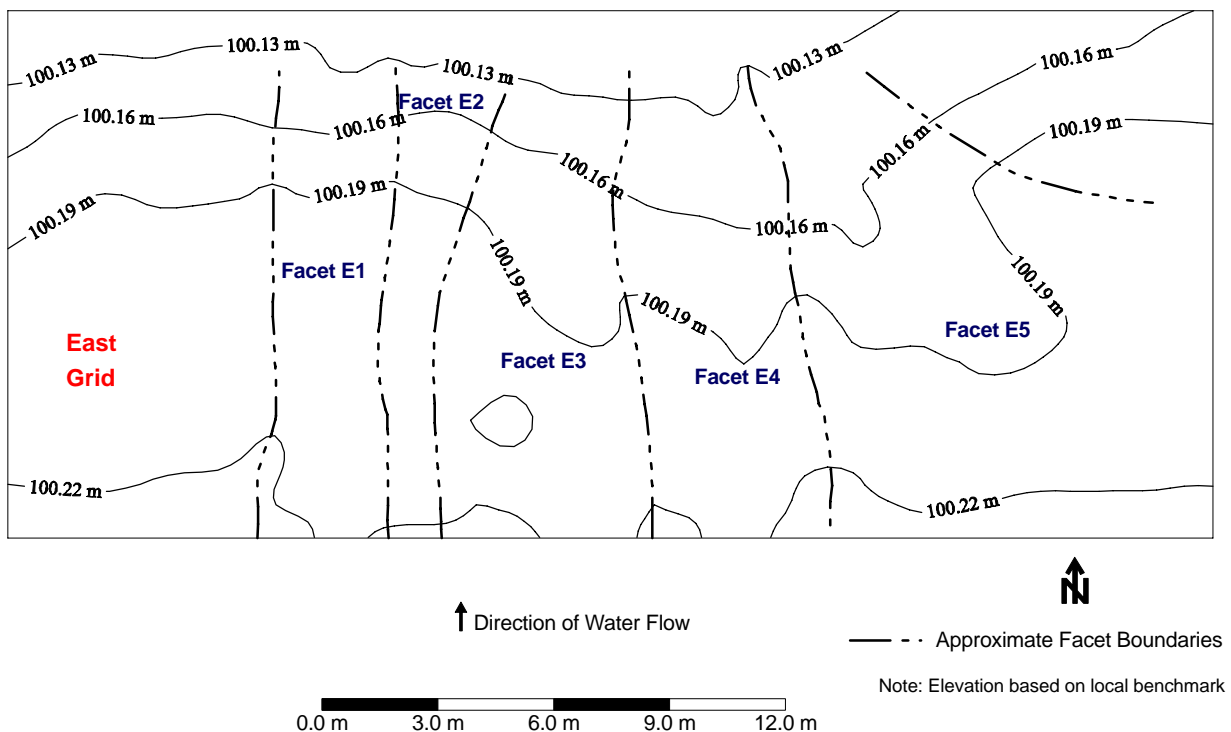 100.13 m
100.13 m
100.13 m
100.13 m
100.16 m
Facet E2
100.16 m
100.16 m
100.19 m
100.16 m
100.16 m
100.19 m
100.19 m
100.16 m
Facet E1
100.19 m
100.19 m
100.19 m
East
Grid
Facet E3
Facet E4
Facet E5
100.22 m
100.22 m
N
Direction of Water Flow
Approximate Facet Boundaries
Note: Elevation based on local benchmark
0.0 m 3.0 m 6.0 m 9.0 m 12.0 m